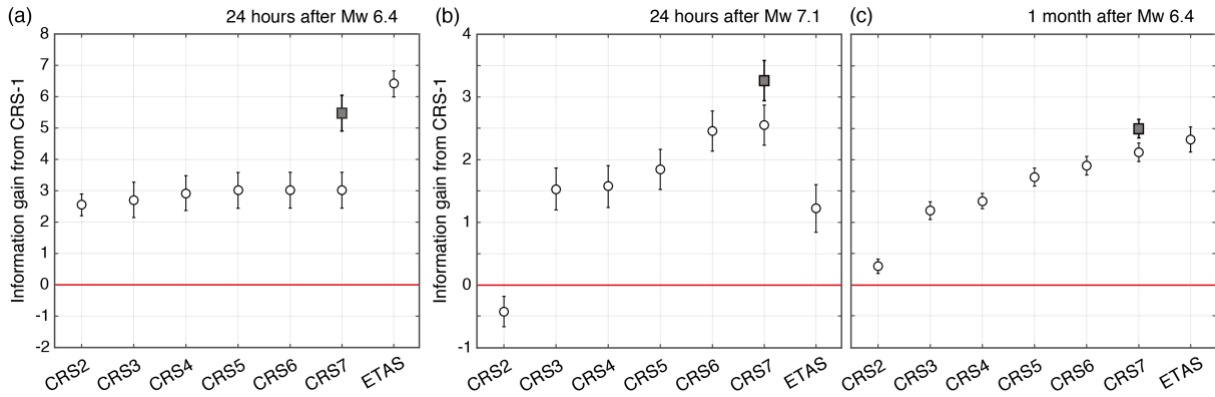 (a)
24 hours after Mw 6.4
Information gain from CRS-1
8
7
6
5
4
3
2
1
0
-1
-2
CRS2
CRS3
CRS4
CRS5
CRS6
CRS7
ETAS
(b)
24 hours after Mw 7.1
Information gain from CRS-1
4
3
2
1
0
-1
CRS2
CRS3
CRS4
CRS5
CRS6
CRS7
ETAS
(c)
1 month after Mw 6.4
CRS2
CRS3
CRS4
CRS5
CRS6
CRS7
ETAS